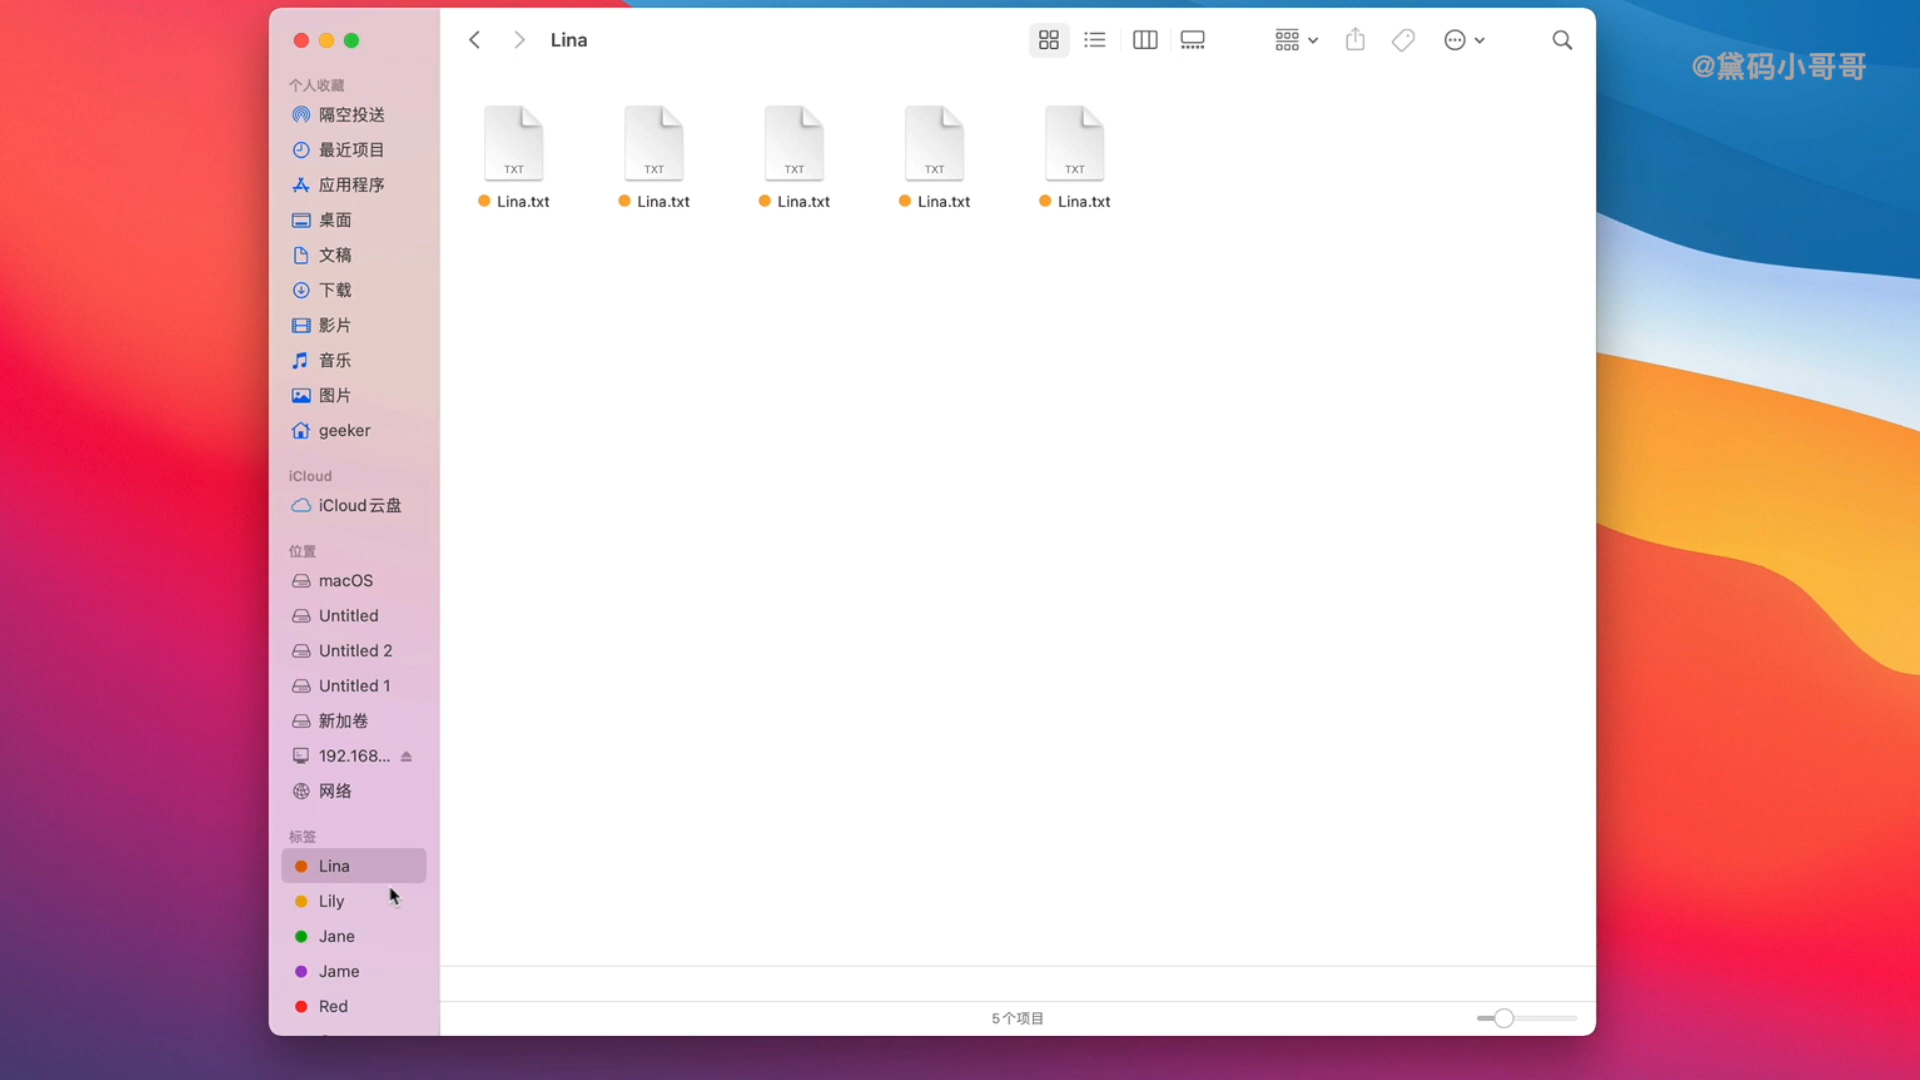 Lina
@黛码小哥哥
个人收藏
隔空投送
最近项目
应用程序
桌面
文稿
下载
影片
音乐
图片
geeker
iCloud
iCloud云盘
位置
macOS
Untitled
Untitled 2
Untitled 1
新加卷
192.168...
网络
标签
Lina
Lily
Jane
Jame
Red
TXT
TXT
TXT
TXT
TXT
Lina.txt
Lina.txt
Lina.txt
Lina.txt
Lina.txt
5个项目